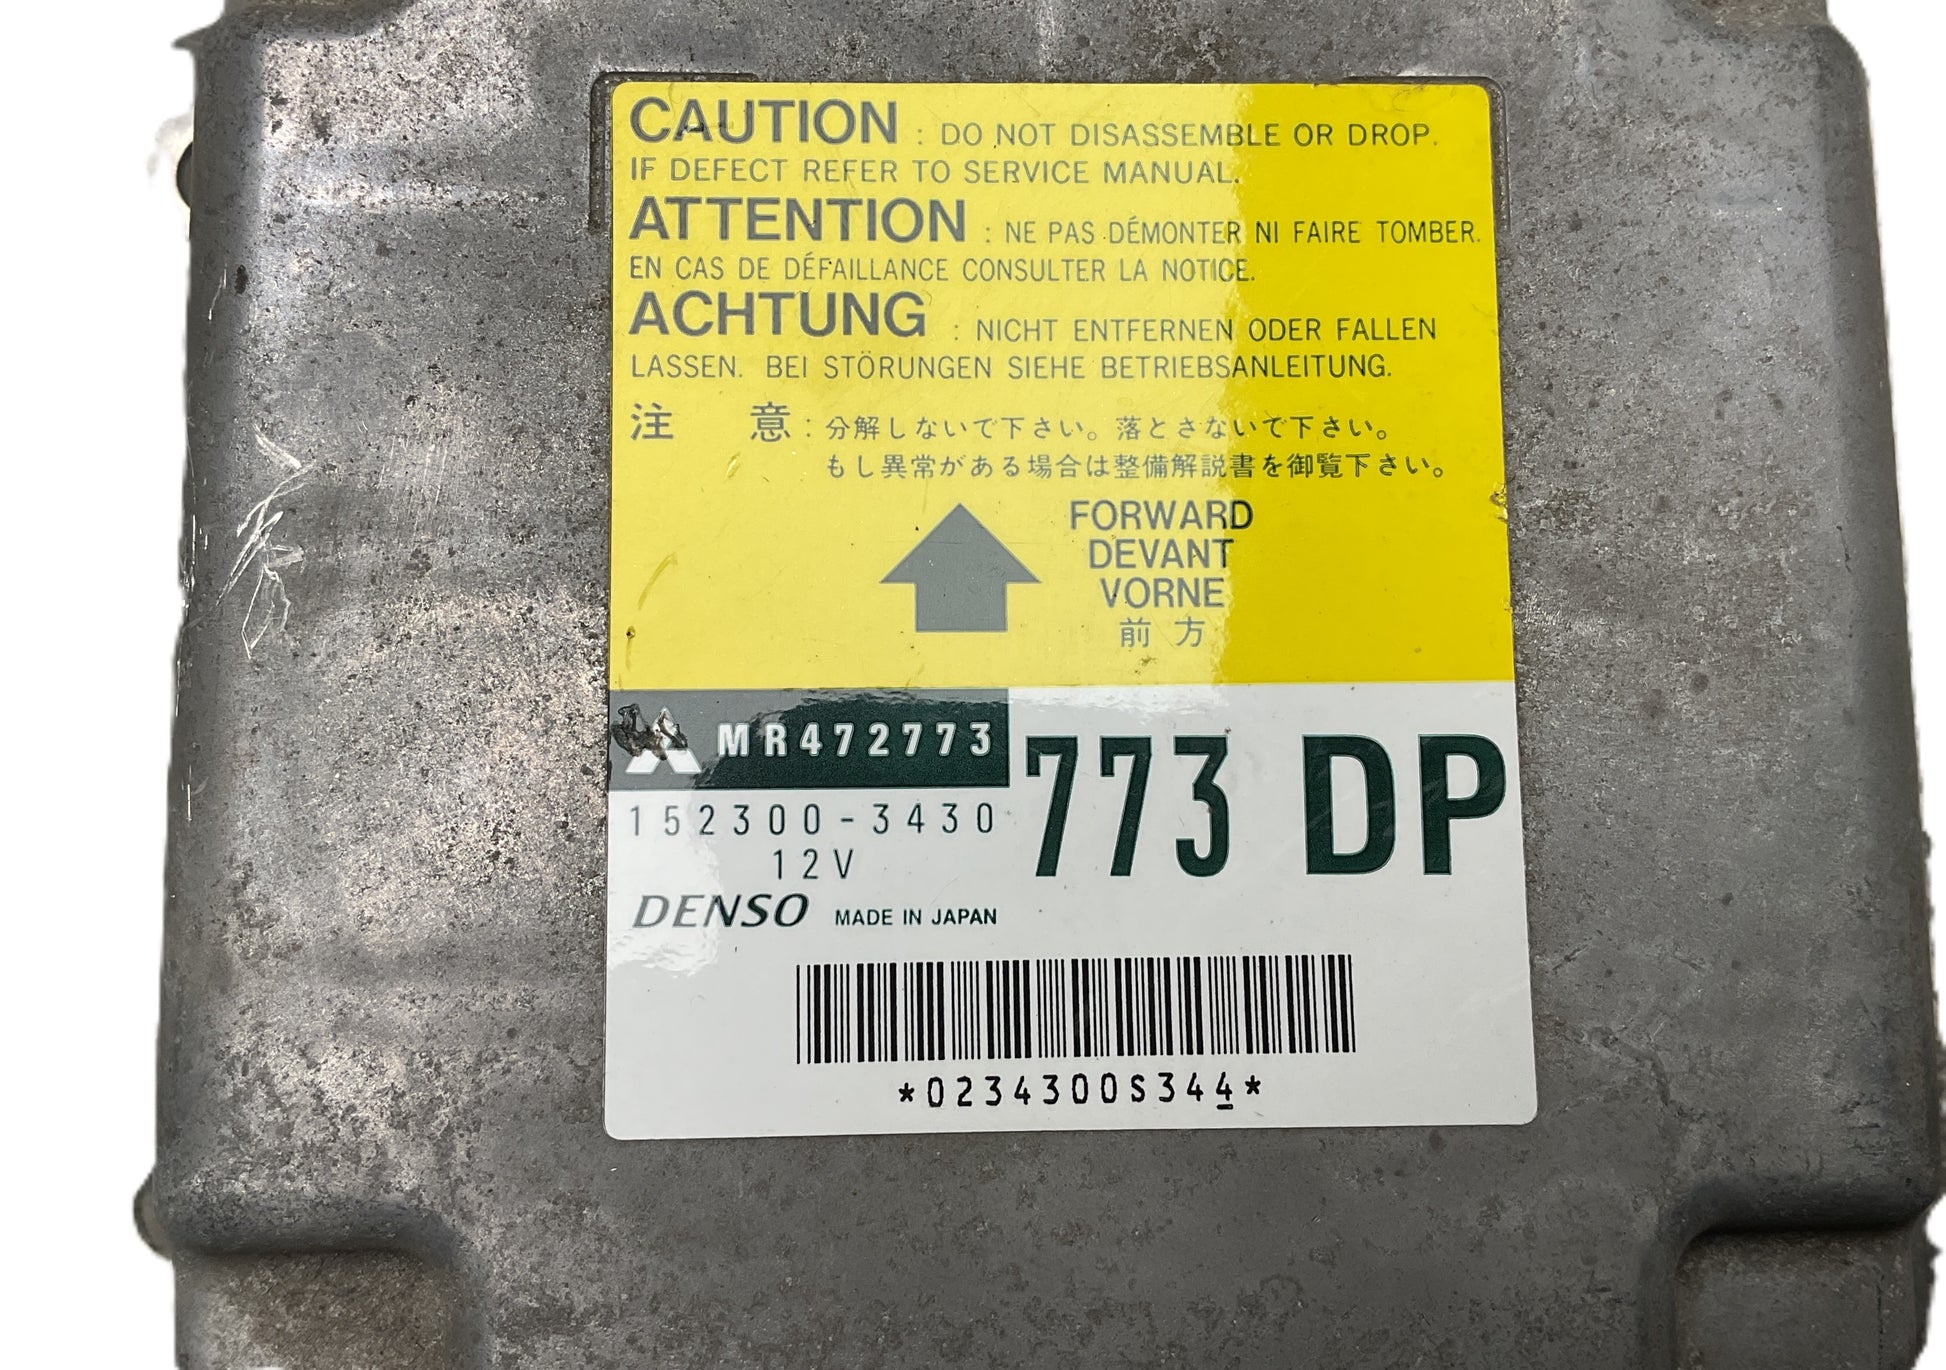 CAUTION : DO NOT DISASSEMBLE OR DROP.
IF DEFECT REFER TO SERVICE MANUAL.
ATTENTION : NE PAS DÉMONTER NI FAIRE TOMBER.
EN CAS DE DÉFAILLANCE CONSULTER LA NOTICE.
ACHTUNG : NICHT ENTFERNEN ODER FALLEN
LASSEN. BEI STÖRUNGEN SIEHE BETRIEBSANLEITUNG.
注 意:分解しないで下さい。落とさないで下さい。
もし異常がある場合は整備解説書を御覧下さい。
FORWARD
DEVANT
VORNE
前 方
MR472773
773 DP
152300-3430
12V
DENSO MADE IN JAPAN
*0234300S344*